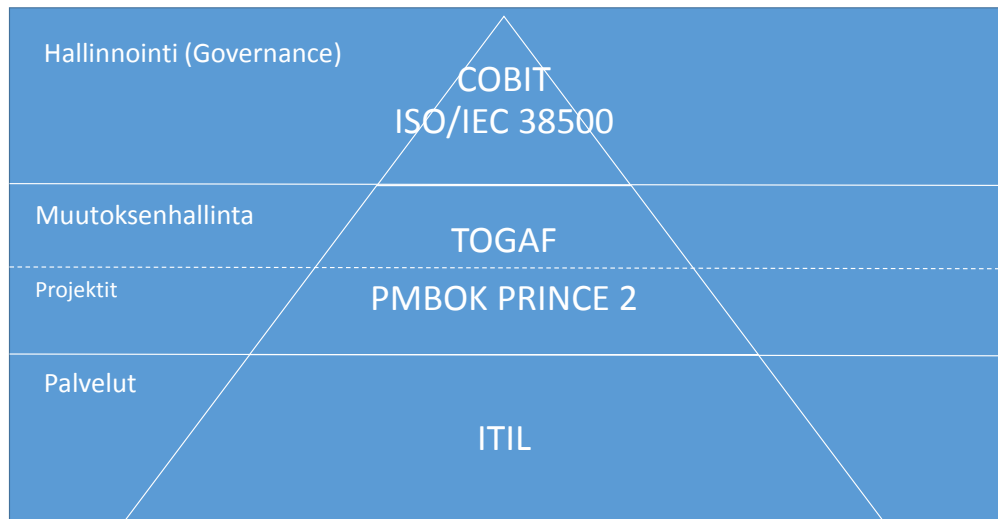 Hallinnointi (Governance)
COBIT
ISO/IEC 38500
Muutoksenhallinta
TOGAF
Projektit
PMBOK PRINCE 2
Palvelut
ITIL